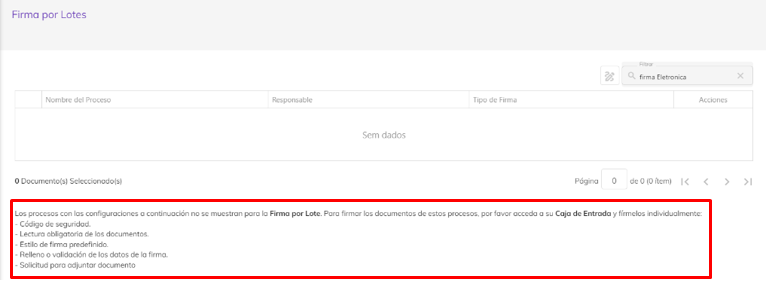 Firma por Lotes
Filtrar
firma Eletronica
Nombre del Proceso Responsable Tipo de Firma Acciones
Sem dados
0 Documento(s) Seleccionado(s) Página 0 de 0 (0 ítem)
Los procesos con las configuraciones a continuación no se muestran para la Firma por Lote. Para firmar los documentos de estos procesos, por favor acceda a su Caja de Entrada y fírmelos individualmente:
- Código de seguridad.
- Lectura obligatoria de los documentos.
- Estilo de firma predefinido.
- Relleno o validación de los datos de la firma.
- Solicitud para adjuntar documento